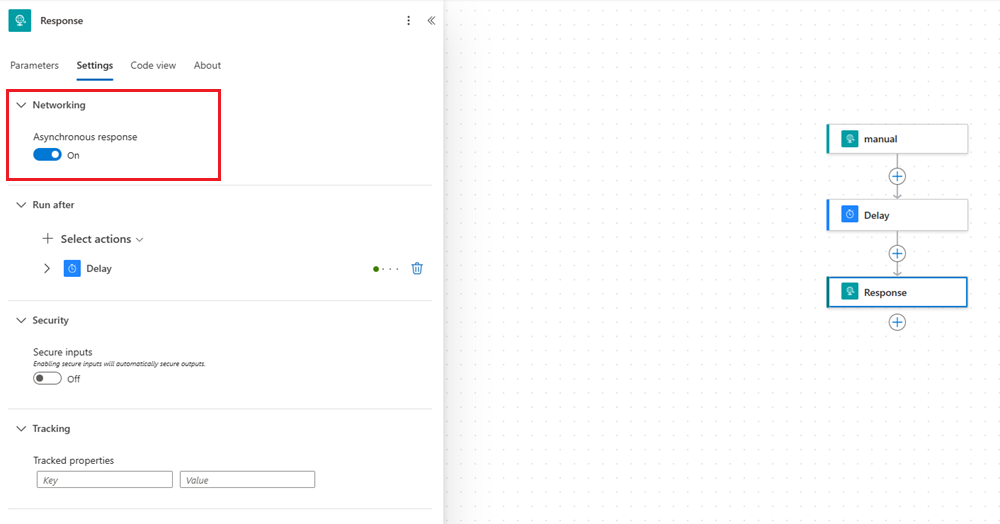 Response
Parameters Settings Code view About
Networking
Asynchronous response
On
Run after
Select actions
Delay
Security
Secure inputs
Enabling secure inputs will automatically secure outputs.
Off
Tracking
Tracked properties
Key Value
manual
Delay
Response